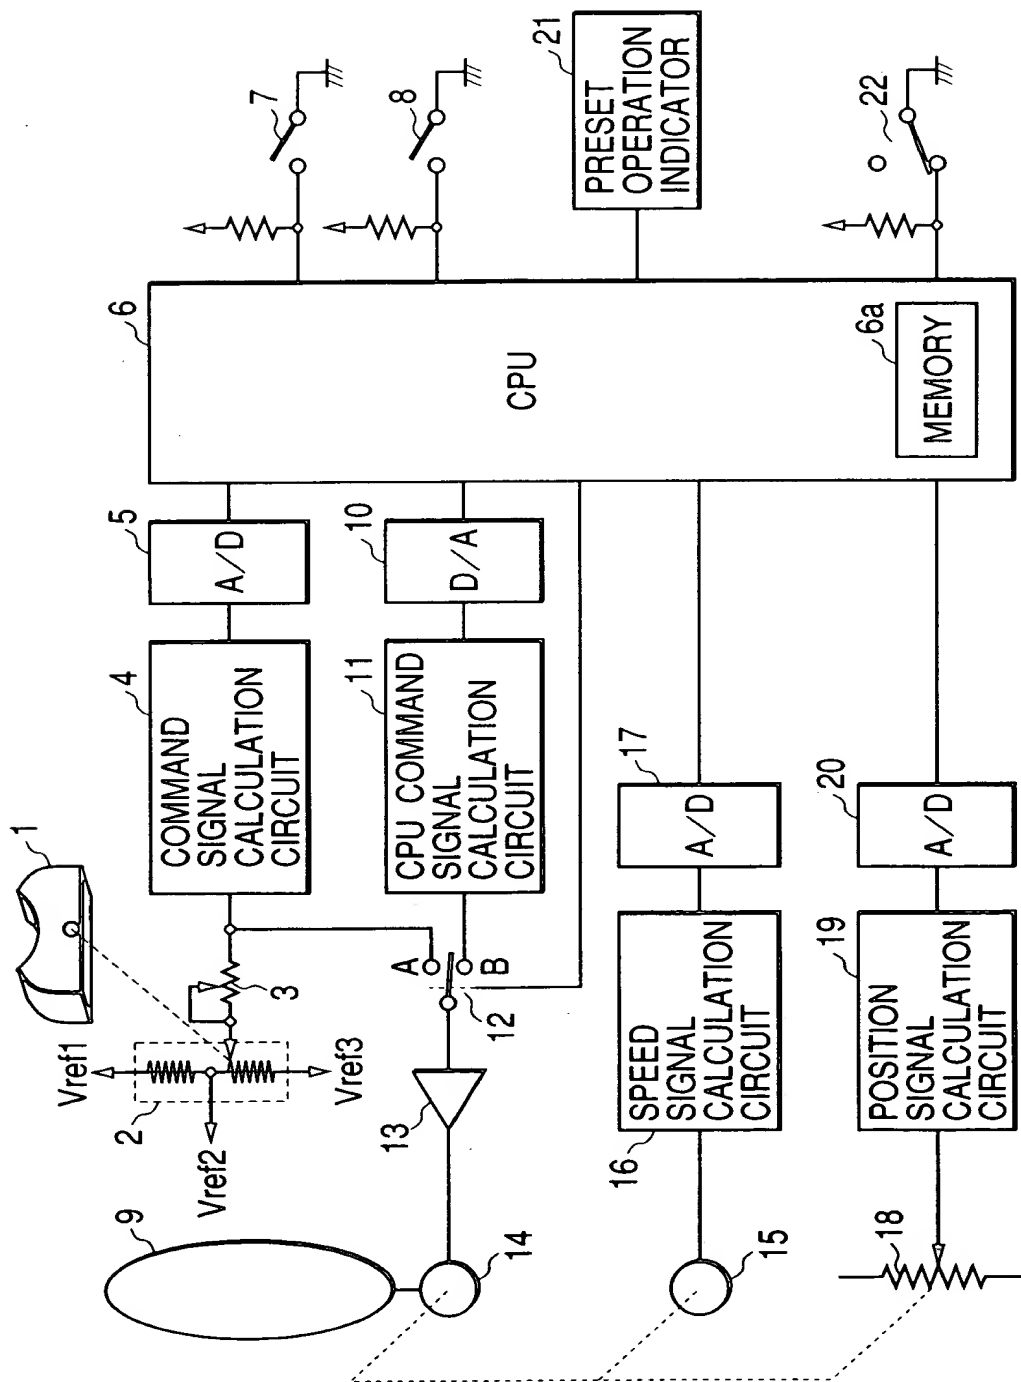 1
Vref1
2
Vref2
Vref3
3
4
COMMAND
SIGNAL
CALCULATION
CIRCUIT
5
A/D
6
CPU
6a
MEMORY
7
8
9
10
D/A
11
CPU COMMAND
SIGNAL
CALCULATION
CIRCUIT
A
B
12
13
14
15
16
SPEED
SIGNAL
CALCULATION
CIRCUIT
17
A/D
18
19
POSITION
SIGNAL
CALCULATION
CIRCUIT
20
A/D
21
PRESET
OPERATION
INDICATOR
22